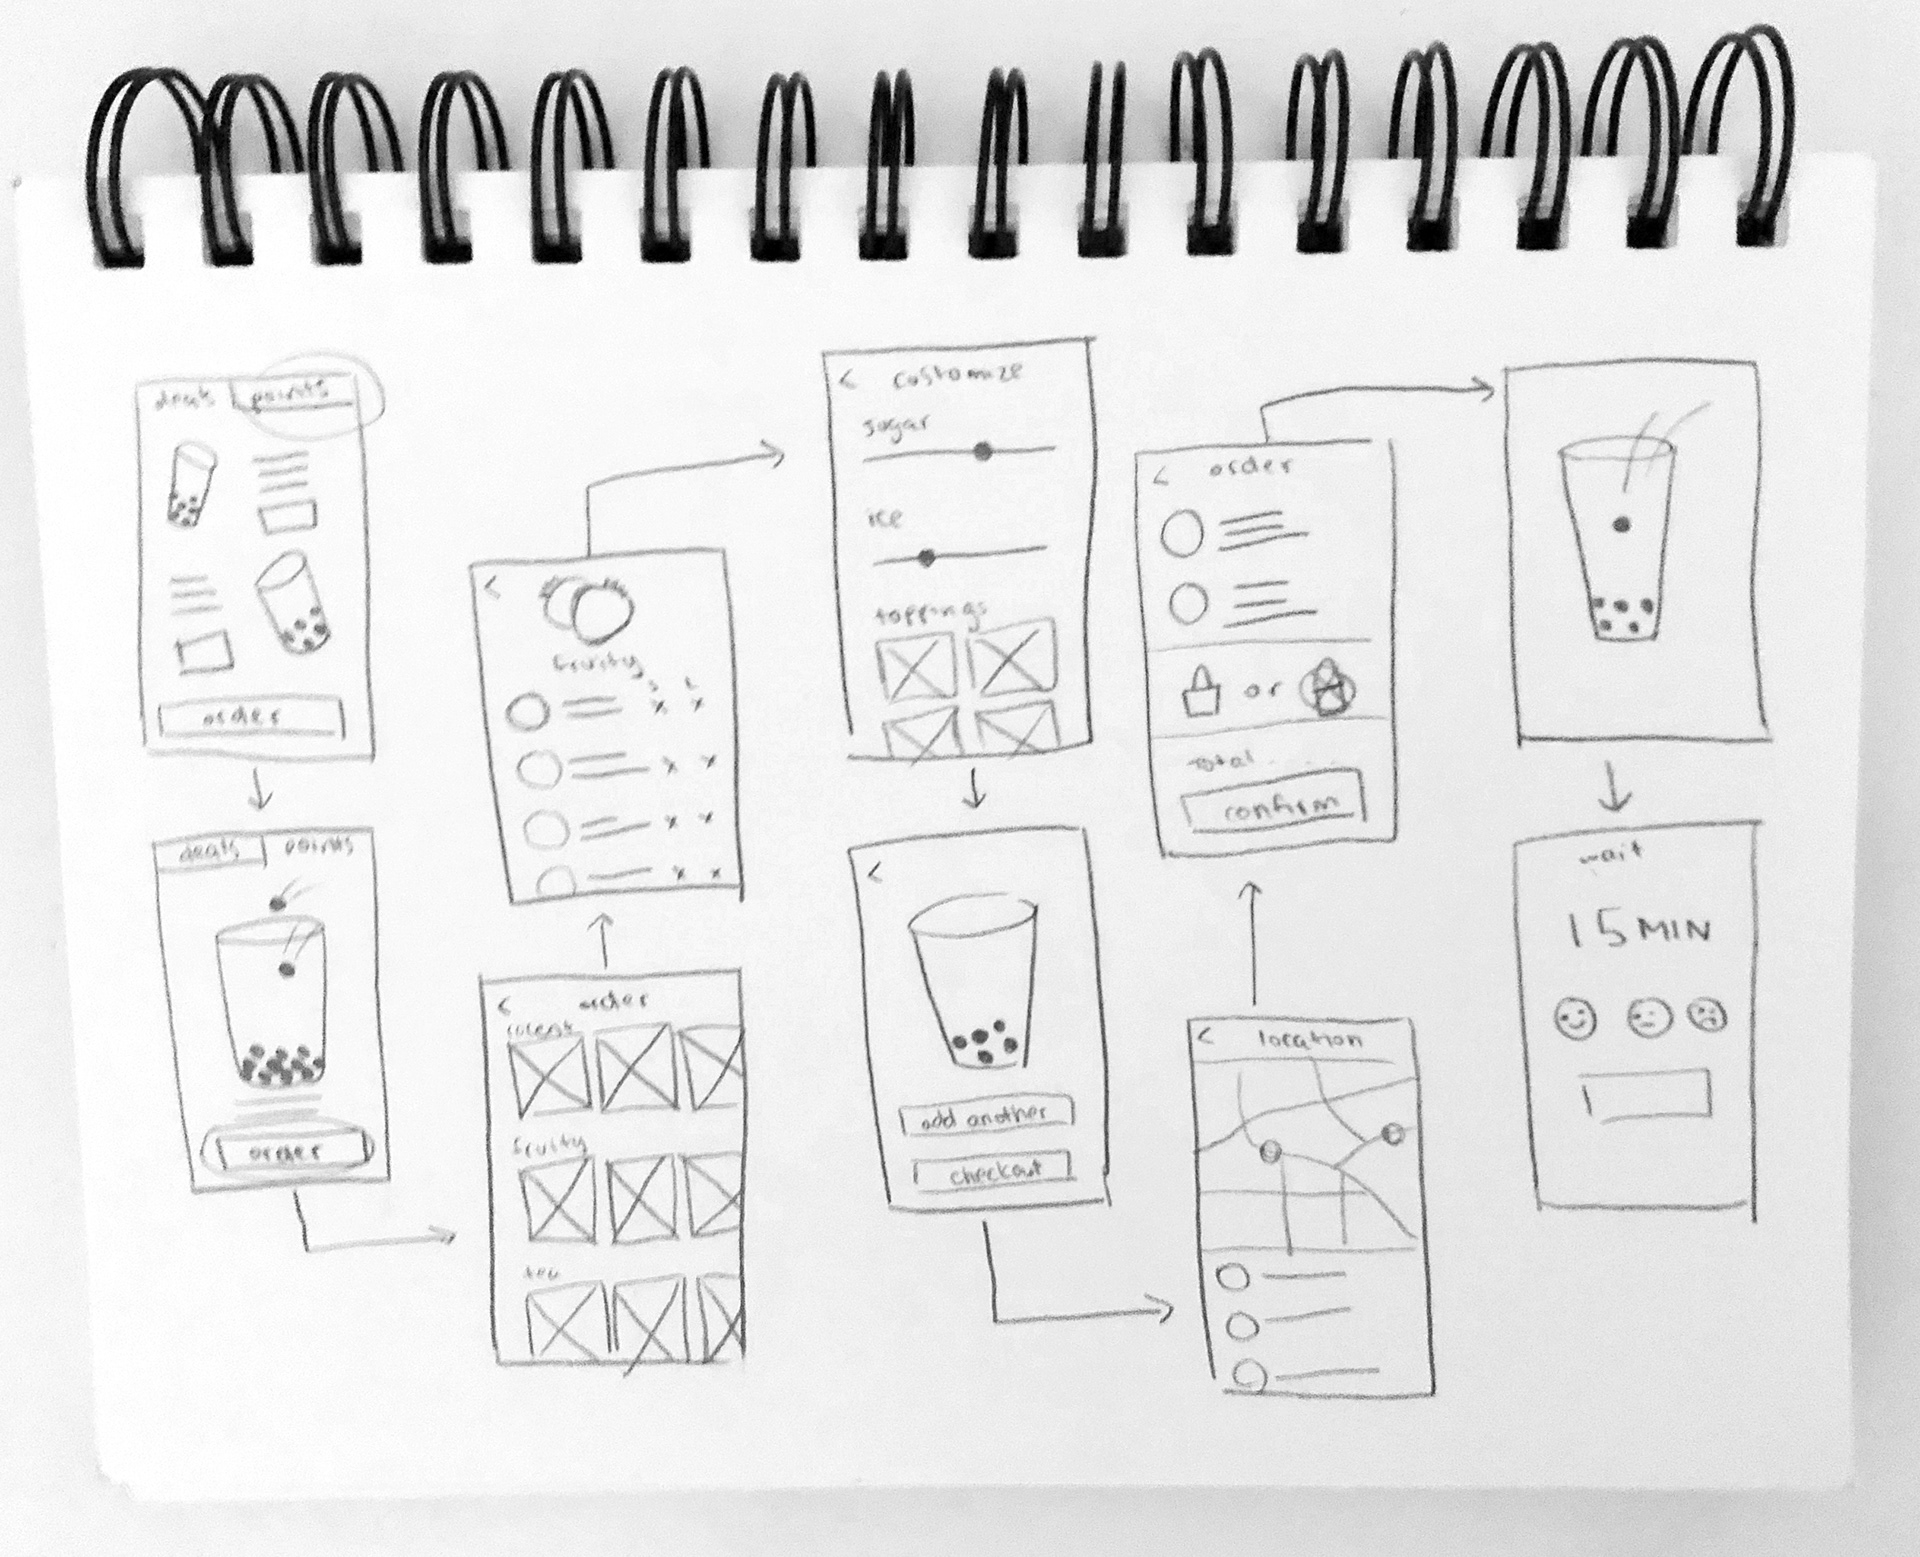 deals points
order
deals points
order
< order
recent
fruity
tea
<
fruity
s L
x x
x x
x x
x x
< customize
sugar
ice
toppings
<
add another
checkout
< location
< order
or
total ....
confirm
wait
15 MIN